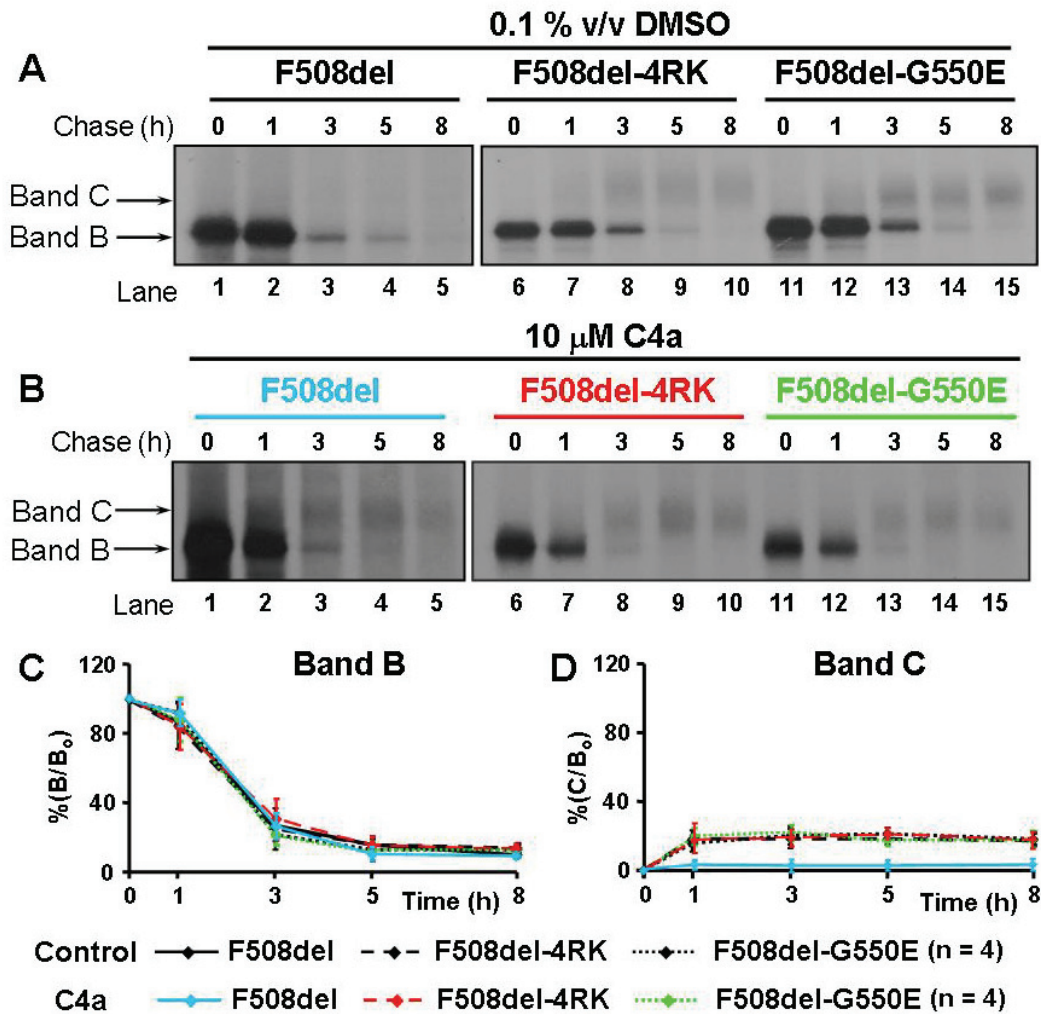 0.1 % v/v DMSO
A
F508del F508del-4RK F508del-G550E
Chase (h) 0 1 3 5 8 0 1 3 5 8 0 1 3 5 8
Band C
Band B
Lane 1 2 3 4 5 6 7 8 9 10 11 12 13 14 15
10 μM C4a
B
F508del F508del-4RK F508del-G550E
Chase (h) 0 1 3 5 8 0 1 3 5 8 0 1 3 5 8
Band C
Band B
Lane 1 2 3 4 5 6 7 8 9 10 11 12 13 14 15
C Band B
%(B/Bo)
120
80
40
0
0 1 3 5 Time (h) 8
D Band C
%(C/Bo)
120
80
40
0
0 1 3 5 Time (h) 8
Control F508del F508del-4RK F508del-G550E (n = 4)
C4a F508del F508del-4RK F508del-G550E (n = 4)